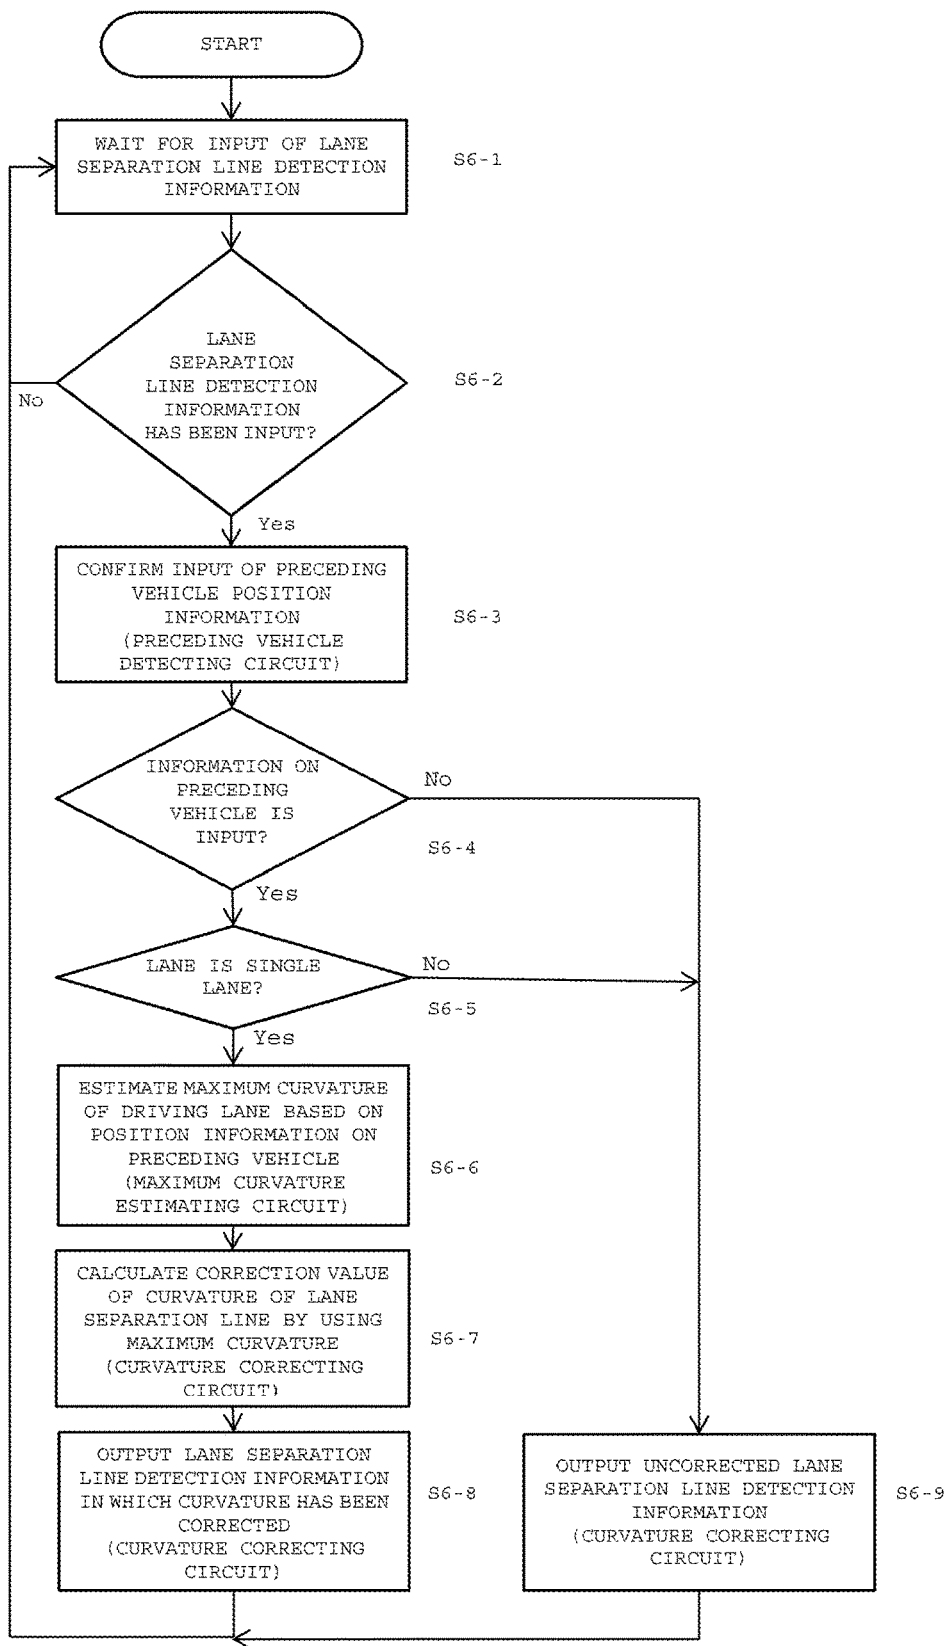 START
WAIT FOR INPUT OF LANE
SEPARATION LINE DETECTION
INFORMATION
S6-1
LANE
SEPARATION
LINE DETECTION
INFORMATION
HAS BEEN INPUT?
S6-2
No
Yes
CONFIRM INPUT OF PRECEDING
VEHICLE POSITION
INFORMATION
(PRECEDING VEHICLE
DETECTING CIRCUIT)
S6-3
INFORMATION ON
PRECEDING
VEHICLE IS
INPUT?
No
S6-4
Yes
LANE IS SINGLE
LANE?
No
S6-5
Yes
ESTIMATE MAXIMUM CURVATURE
OF DRIVING LANE BASED ON
POSITION INFORMATION ON
PRECEDING VEHICLE
(MAXIMUM CURVATURE
ESTIMATING CIRCUIT)
S6-6
CALCULATE CORRECTION VALUE
OF CURVATURE OF LANE
SEPARATION LINE BY USING
MAXIMUM CURVATURE
(CURVATURE CORRECTING
CIRCUIT)
S6-7
OUTPUT LANE SEPARATION
LINE DETECTION INFORMATION
IN WHICH CURVATURE HAS BEEN
CORRECTED
(CURVATURE CORRECTING
CIRCUIT)
S6-8
OUTPUT UNCORRECTED LANE
SEPARATION LINE DETECTION
INFORMATION
(CURVATURE CORRECTING
CIRCUIT)
S6-9